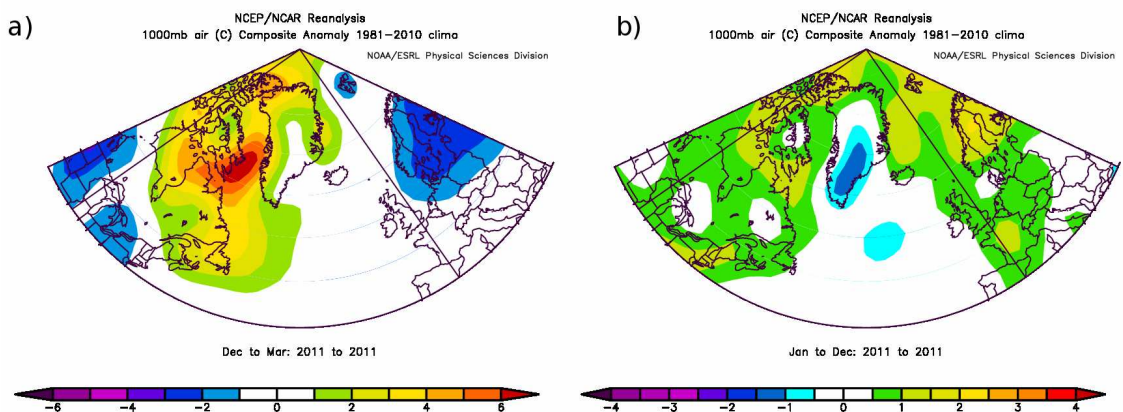 a)
NCEP/NCAR Reanalysis
1000mb air (C) Composite Anomaly 1981-2010 clima
NOAA/ESRL Physical Sciences Division
Dec to Mar: 2011 to 2011
-6 -4 -2 0 2 4 6
b)
NCEP/NCAR Reanalysis
1000mb air (C) Composite Anomaly 1981-2010 clima
NOAA/ESRL Physical Sciences Division
Jan to Dec: 2011 to 2011
-4 -3 -2 -1 0 1 2 3 4